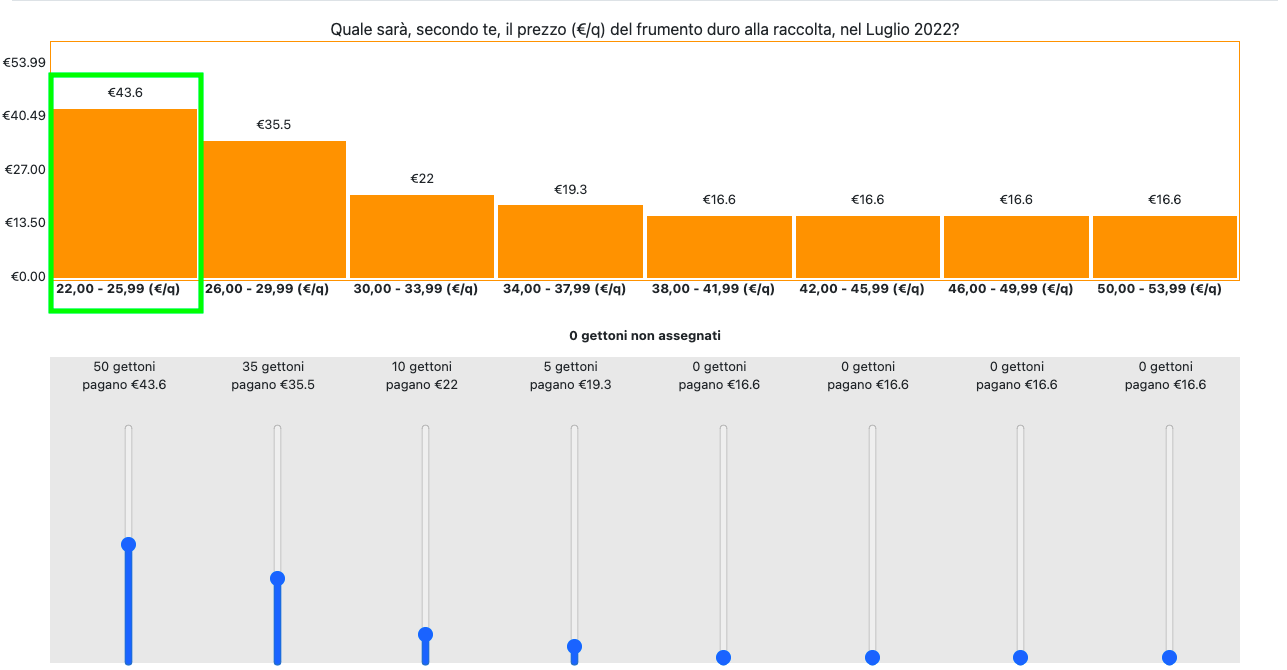 Quale sarà, secondo te, il prezzo (€/q) del frumento duro alla raccolta, nel Luglio 2022?
€53.99
€40.49
€27.00
€13.50
€0.00
€43.6
€35.5
€22
€19.3
€16.6
€16.6
€16.6
€16.6
22,00 - 25,99 (€/q)
26,00 - 29,99 (€/q)
30,00 - 33,99 (€/q)
34,00 - 37,99 (€/q)
38,00 - 41,99 (€/q)
42,00 - 45,99 (€/q)
46,00 - 49,99 (€/q)
50,00 - 53,99 (€/q)
0 gettoni non assegnati
50 gettoni
pagano €43.6
35 gettoni
pagano €35.5
10 gettoni
pagano €22
5 gettoni
pagano €19.3
0 gettoni
pagano €16.6
0 gettoni
pagano €16.6
0 gettoni
pagano €16.6
0 gettoni
pagano €16.6